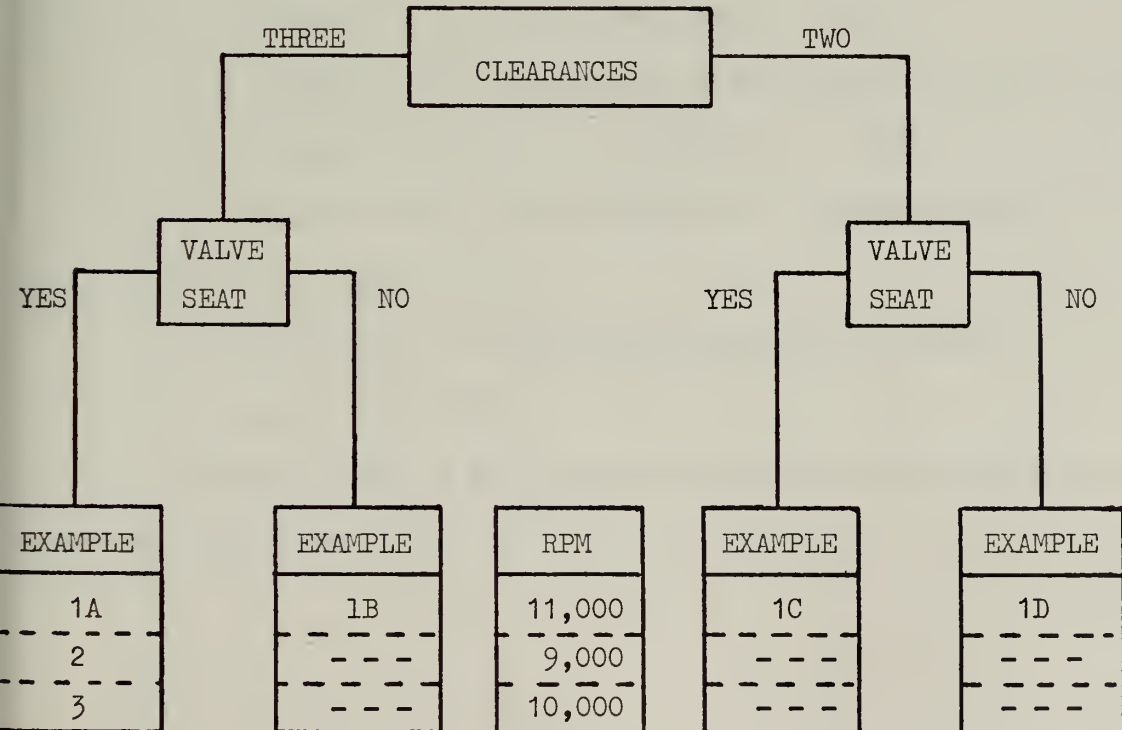 THREE
CLEARANCES
TWO
VALVE
SEAT
YES
NO
VALVE
SEAT
YES
NO
EXAMPLE EXAMPLE RPM EXAMPLE EXAMPLE
1A 1B 11,000 1C 1D
2 - - - 9,000 - - - - - -
3 - - - 10,000 - - - - - -